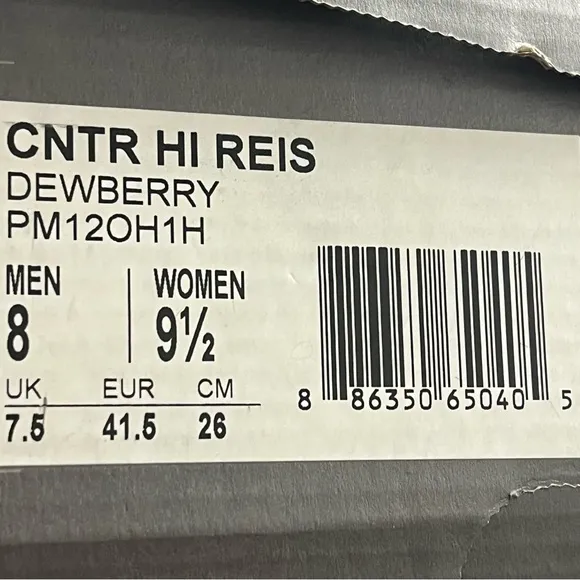 CNTR HI REIS
DEWBERRY
PM12OH1H
MEN WOMEN
8 9½
UK EUR CM
7.5 41.5 26
8 86350 65040 5